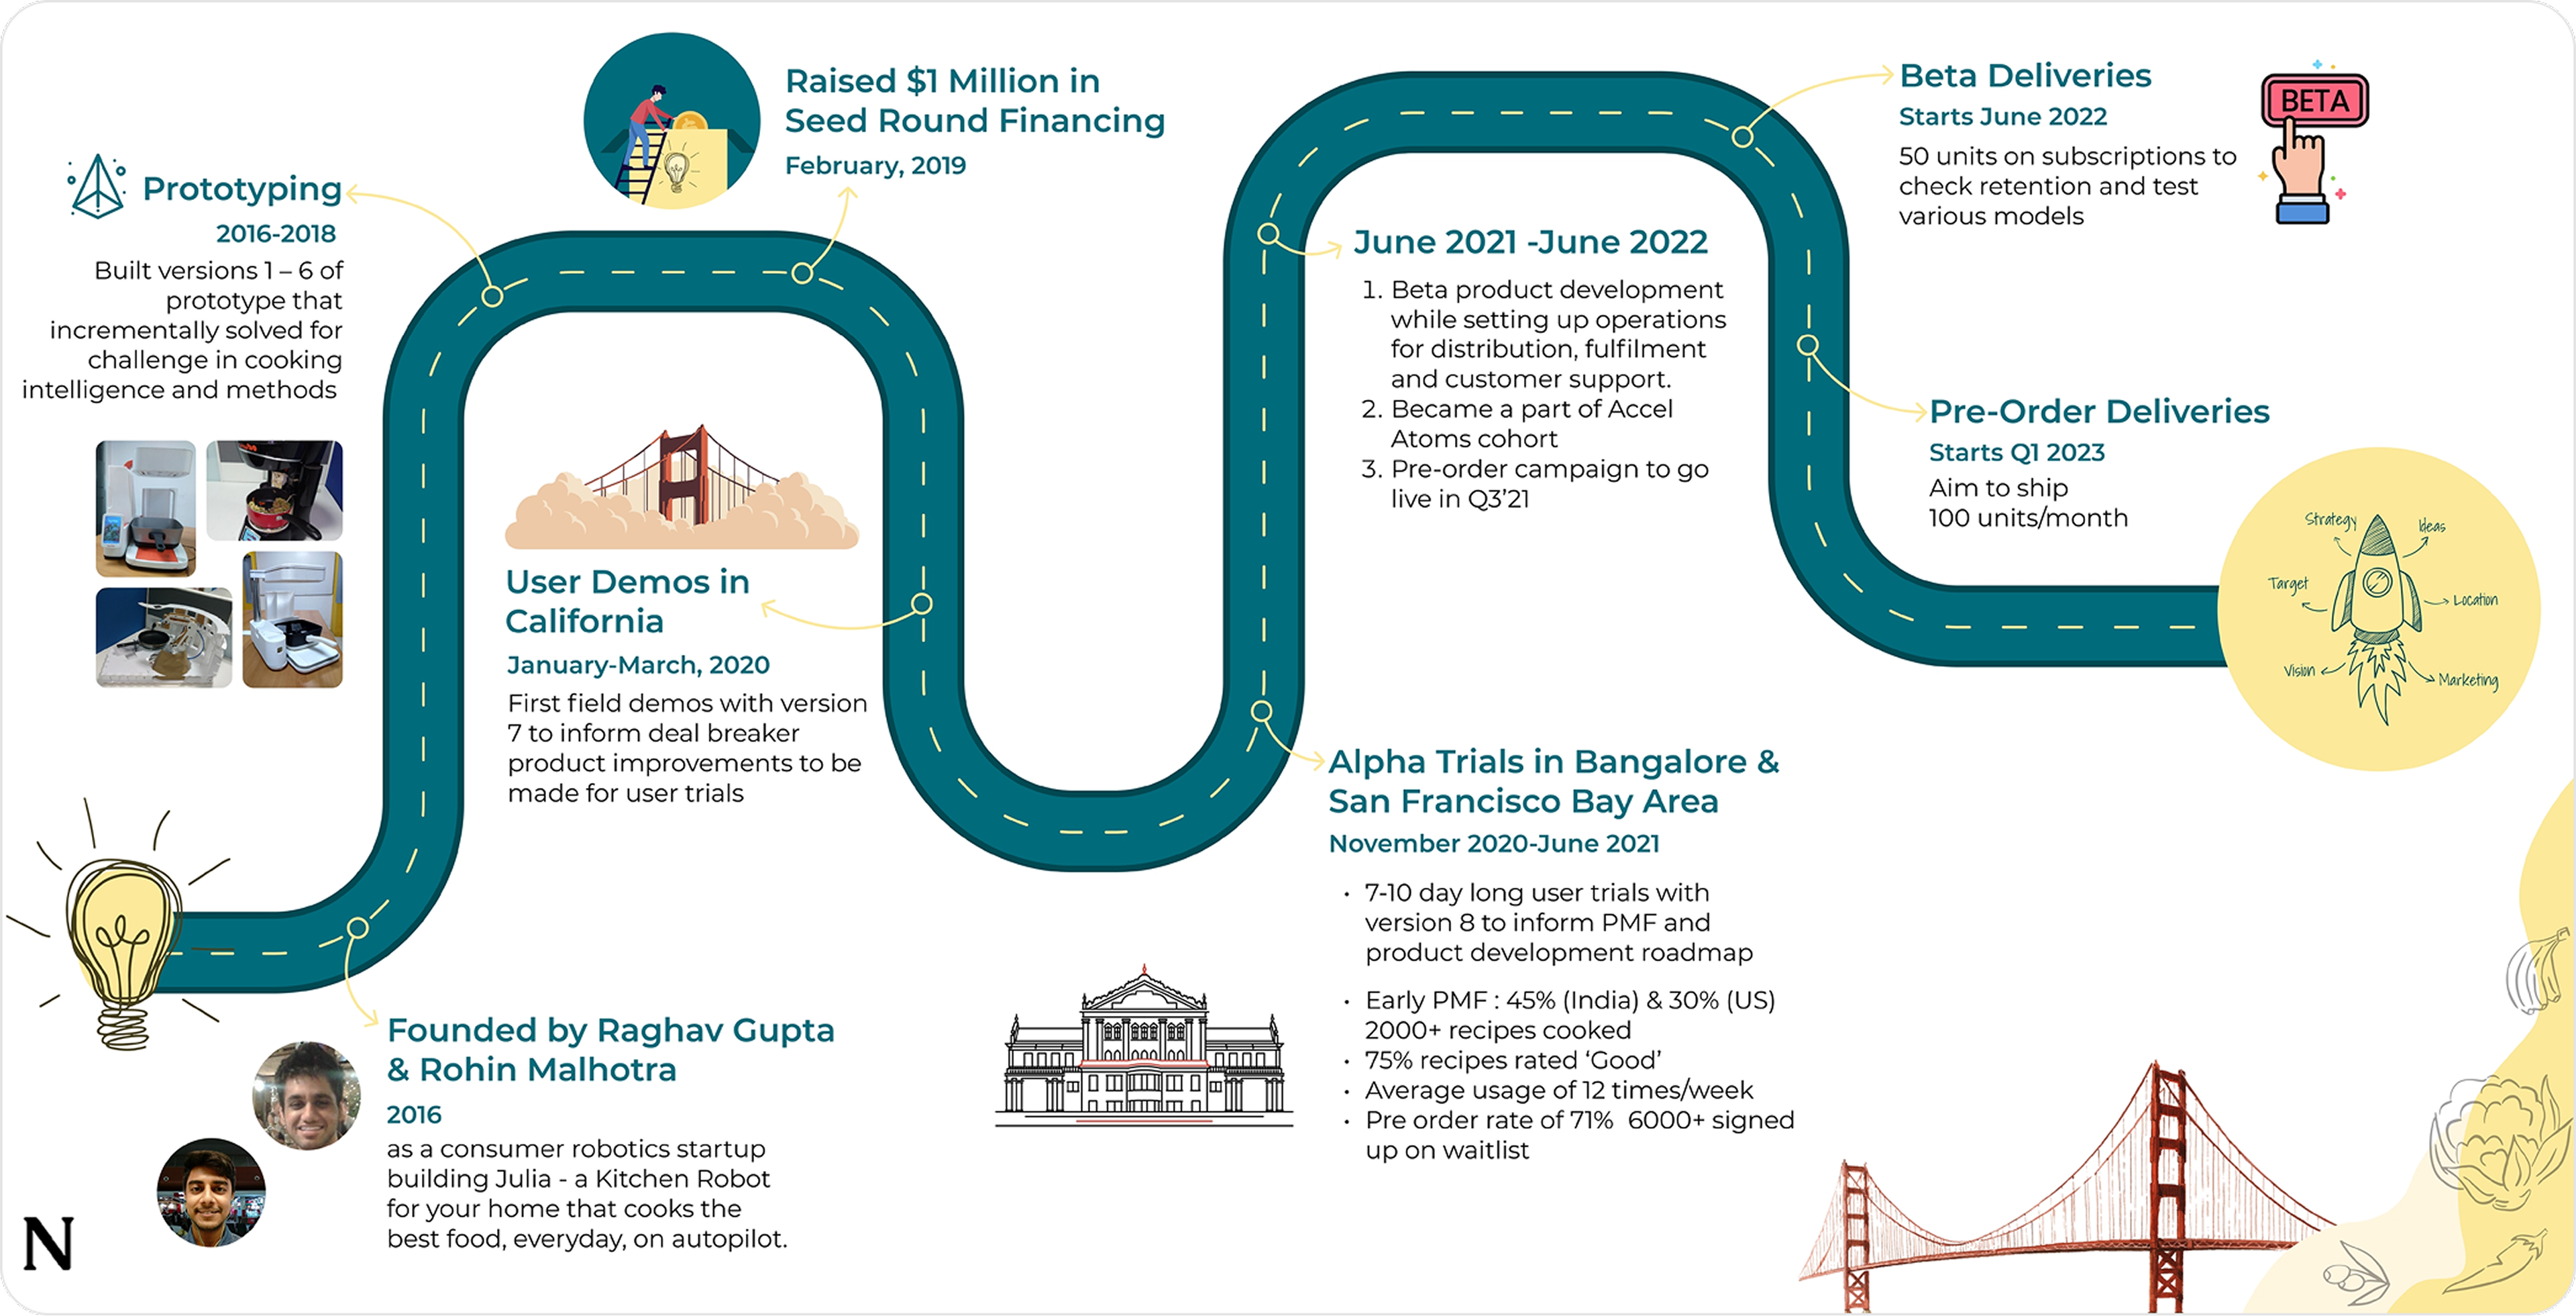 Founded by Raghav Gupta
& Rohin Malhotra
2016
as a consumer robotics startup
building Julia - a Kitchen Robot
for your home that cooks the
best food, everyday, on autopilot.
Prototyping
2016-2018
Built versions 1 – 6 of
prototype that
incrementally solved for
challenge in cooking
intelligence and methods
Raised $1 Million in
Seed Round Financing
February, 2019
User Demos in
California
January-March, 2020
First field demos with version
7 to inform deal breaker
product improvements to be
made for user trials
Alpha Trials in Bangalore &
San Francisco Bay Area
November 2020-June 2021
• 7-10 day long user trials with
version 8 to inform PMF and
product development roadmap
• Early PMF : 45% (India) & 30% (US)
2000+ recipes cooked
• 75% recipes rated ‘Good’
• Average usage of 12 times/week
• Pre order rate of 71%  6000+ signed
up on waitlist
June 2021 -June 2022
1. Beta product development
while setting up operations
for distribution, fulfilment
and customer support.
2. Became a part of Accel
Atoms cohort
3. Pre-order campaign to go
live in Q3’21
Beta Deliveries
Starts June 2022
50 units on subscriptions to
check retention and test
various models
BETA
Pre-Order Deliveries
Starts Q1 2023
Aim to ship
100 units/month
Strategy
Ideas
Target
Location
Vision
Marketing
N